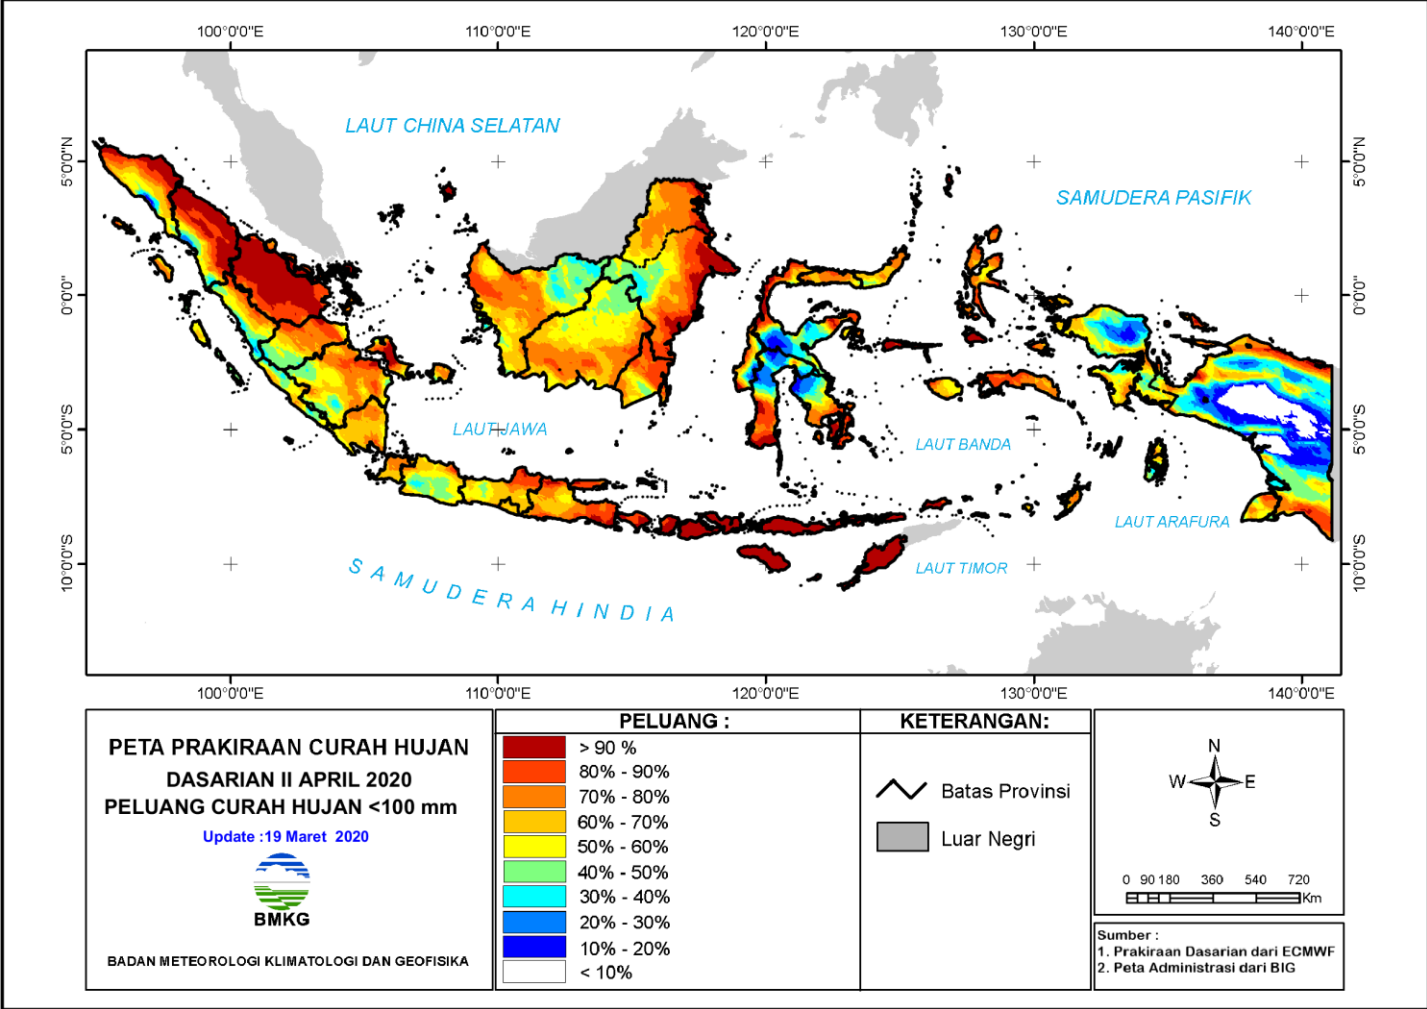 100°0'0"E 110°0'0"E 120°0'0"E 130°0'0"E 140°0'0"E
5°0'0"N
0°0'0"
5°0'0"S
10°0'0"S
LAUT CHINA SELATAN
SAMUDERA PASIFIK
LAUT JAWA
LAUT BANDA
LAUT ARAFURA
LAUT TIMOR
SAMUDERA HINDIA
5°0'0"N
0°0'0"
5°0'0"S
10°0'0"S
100°0'0"E 110°0'0"E 120°0'0"E 130°0'0"E 140°0'0"E
PETA PRAKIRAAN CURAH HUJAN
DASARIAN II APRIL 2020
PELUANG CURAH HUJAN <100 mm
Update :19 Maret 2020
BMKG
BADAN METEOROLOGI KLIMATOLOGI DAN GEOFISIKA
PELUANG :
> 90 %
80% - 90%
70% - 80%
60% - 70%
50% - 60%
40% - 50%
30% - 40%
20% - 30%
10% - 20%
< 10%
KETERANGAN:
Batas Provinsi
Luar Negri
N
W E
S
0 90 180 360 540 720
Km
Sumber :
1. Prakiraan Dasarian dari ECMWF
2. Peta Administrasi dari BIG